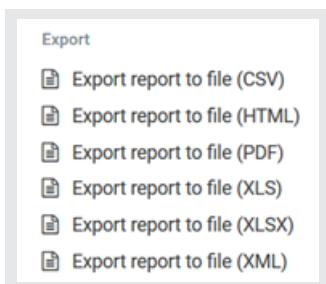 Export
Export report to file (CSV)
Export report to file (HTML)
Export report to file (PDF)
Export report to file (XLS)
Export report to file (XLSX)
Export report to file (XML)